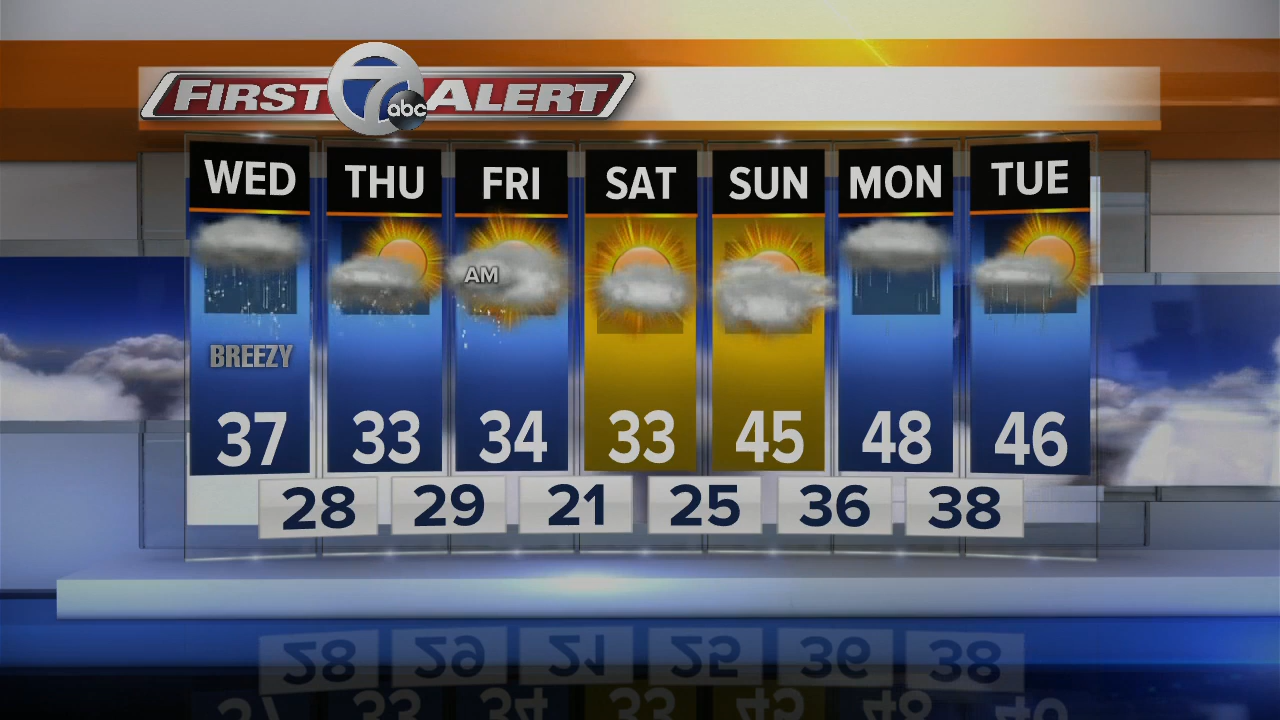 FIRST 7 abc ALERT
WED THU FRI SAT SUN MON TUE
AM
BREEZY
37 33 34 33 45 48 46
28 29 21 25 36 38